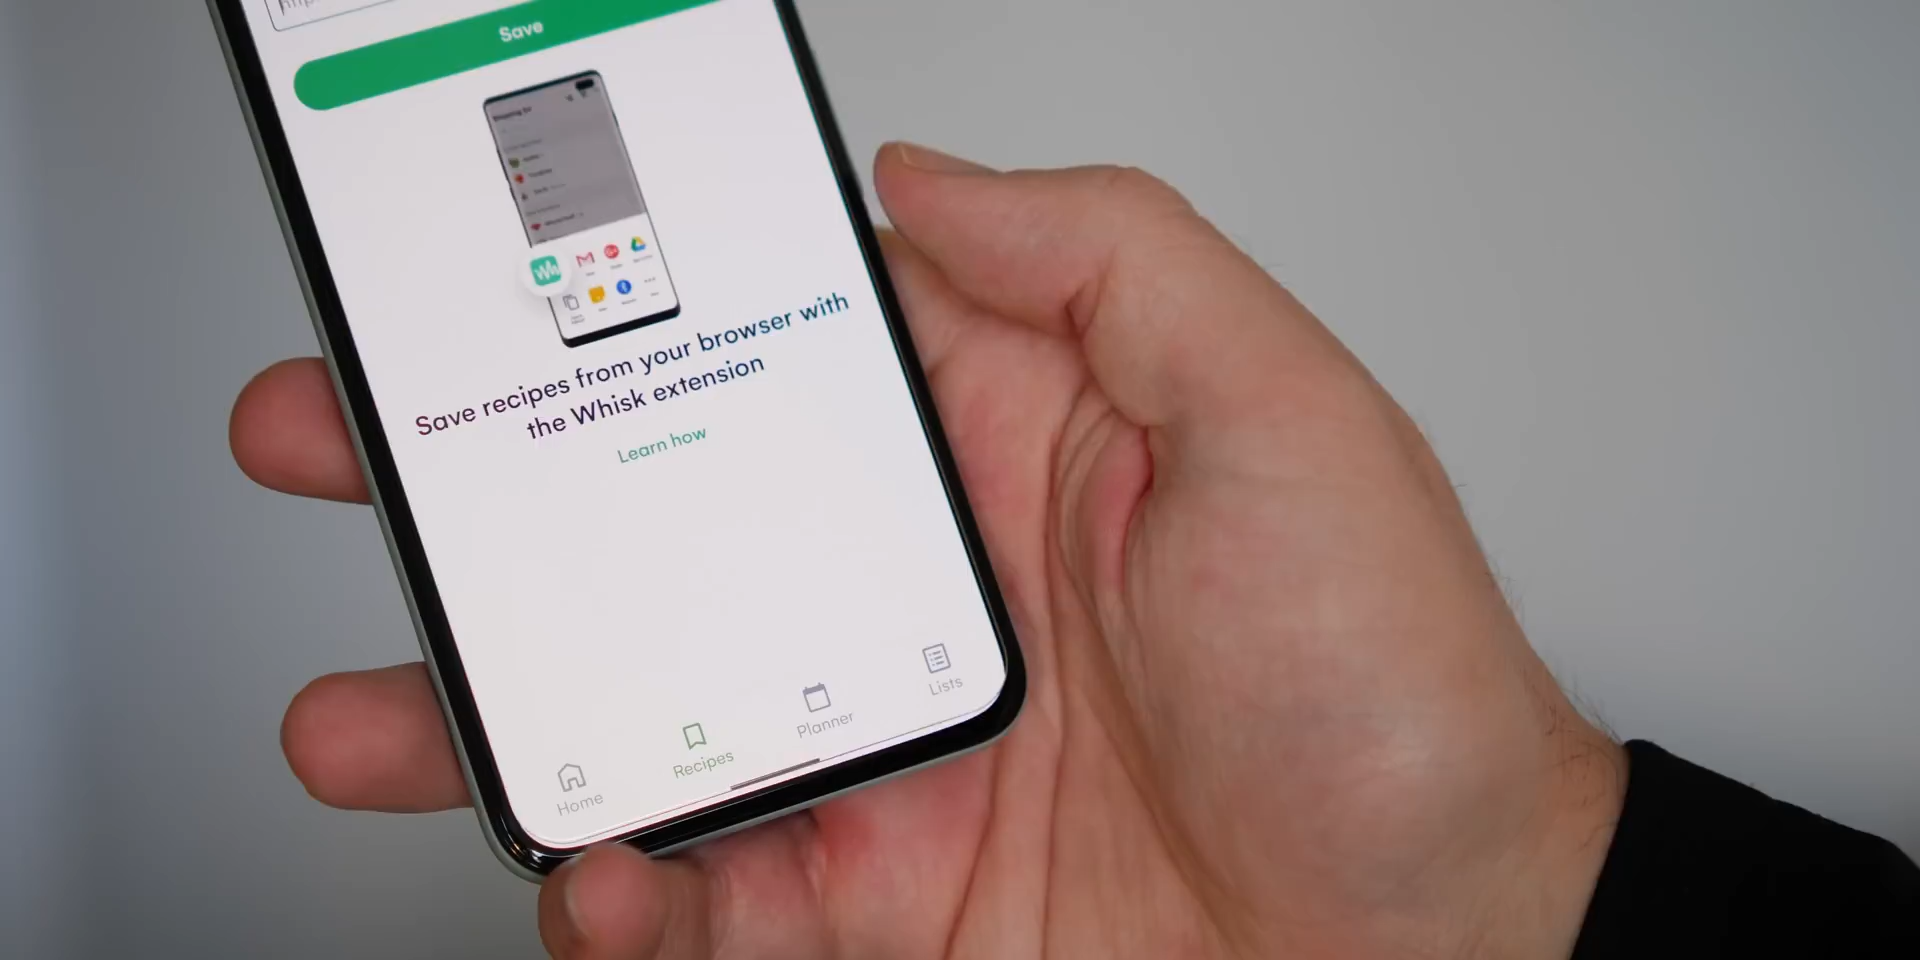 Save
Save recipes from your browser with
the Whisk extension
Learn how
Home
Recipes
Planner
Lists